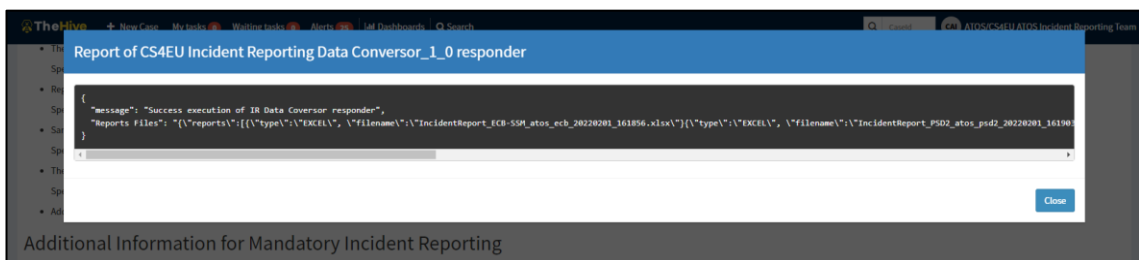 TheHive + New Case My tasks Waiting tasks Alerts Dashboards Search CaseId CAI ATOS/CS4EU ATOS Incident Reporting Team
Report of CS4EU Incident Reporting Data Conversor_1_0 responder
{
"message": "Success execution of IR Data Coversor responder",
"Reports Files": "{\"reports\":[{\"type\":\"EXCEL\", \"filename\":\"IncidentReport_ECB-SSM_atos_ecb_20220201_161856.xlsx\"}{\"type\":\"EXCEL\", \"filename\":\"IncidentReport_PSD2_atos_psd2_20220201_161903
}
Close
Additional Information for Mandatory Incident Reporting